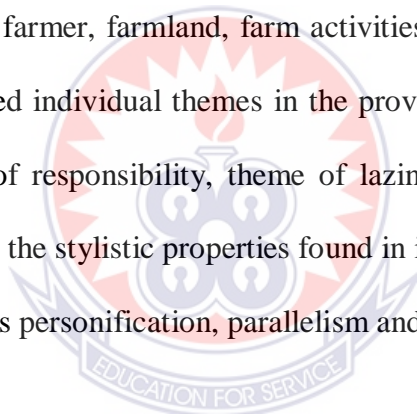 farmer, farmland, farm activities
ed individual themes in the prov
of responsibility, theme of lazin
the stylistic properties found in i
s personification, parallelism and
EDUCATION FOR SERVICE